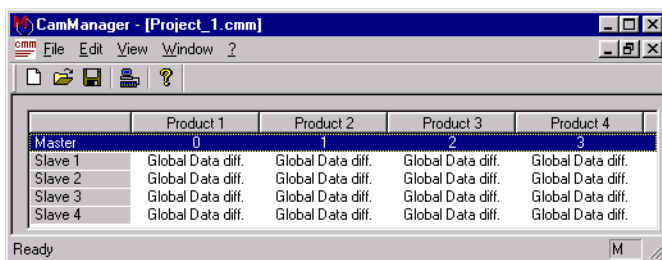 CamManager - [Project_1.cmm]
cmm File Edit View Window ?
Product 1 Product 2 Product 3 Product 4
Master 0 1 2 3
Slave 1 Global Data diff. Global Data diff. Global Data diff. Global Data diff.
Slave 2 Global Data diff. Global Data diff. Global Data diff. Global Data diff.
Slave 3 Global Data diff. Global Data diff. Global Data diff. Global Data diff.
Slave 4 Global Data diff. Global Data diff. Global Data diff. Global Data diff.
Ready M